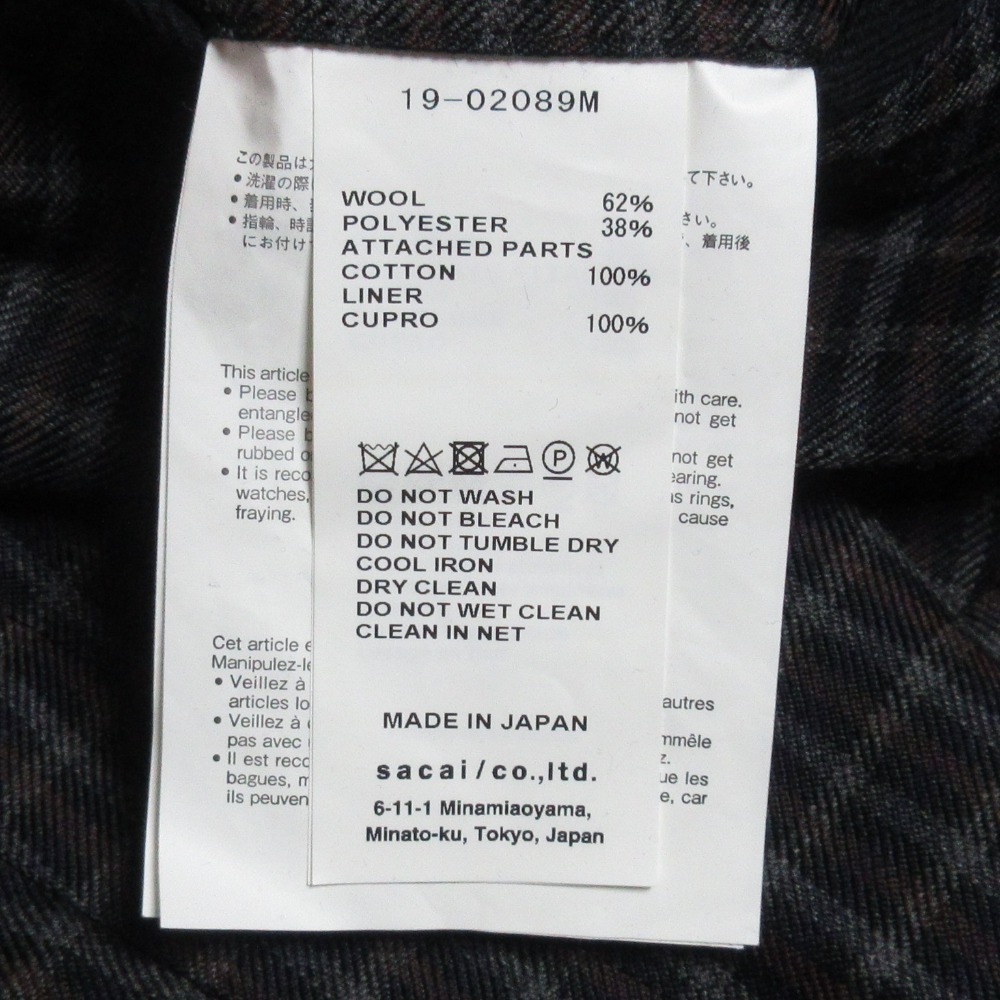 19-02089M
WOOL 62%
POLYESTER 38%
ATTACHED PARTS
COTTON 100%
LINER
CUPRO 100%
P
W
DO NOT WASH
DO NOT BLEACH
DO NOT TUMBLE DRY
COOL IRON
DRY CLEAN
DO NOT WET CLEAN
CLEAN IN NET
MADE IN JAPAN
sacai/co.,ltd.
6-11-1 Minamiaoyama,
Minato-ku, Tokyo, Japan
この製品は
• 洗濯の際 て下さい。
• 着用時、 さい。
• 指輪、時計 、着用後
にお付け
This article
• Please ith care.
entangle not get
• Please
rubbed not get
• It is reco earing.
watches, s rings,
fraying. cause
Cet article
Manipulez-le
• Veillez à
articles lo autres
• Veillez à
pas avec mmêle
• Il est reco z.
bagues, ue les
ils peuven e, car